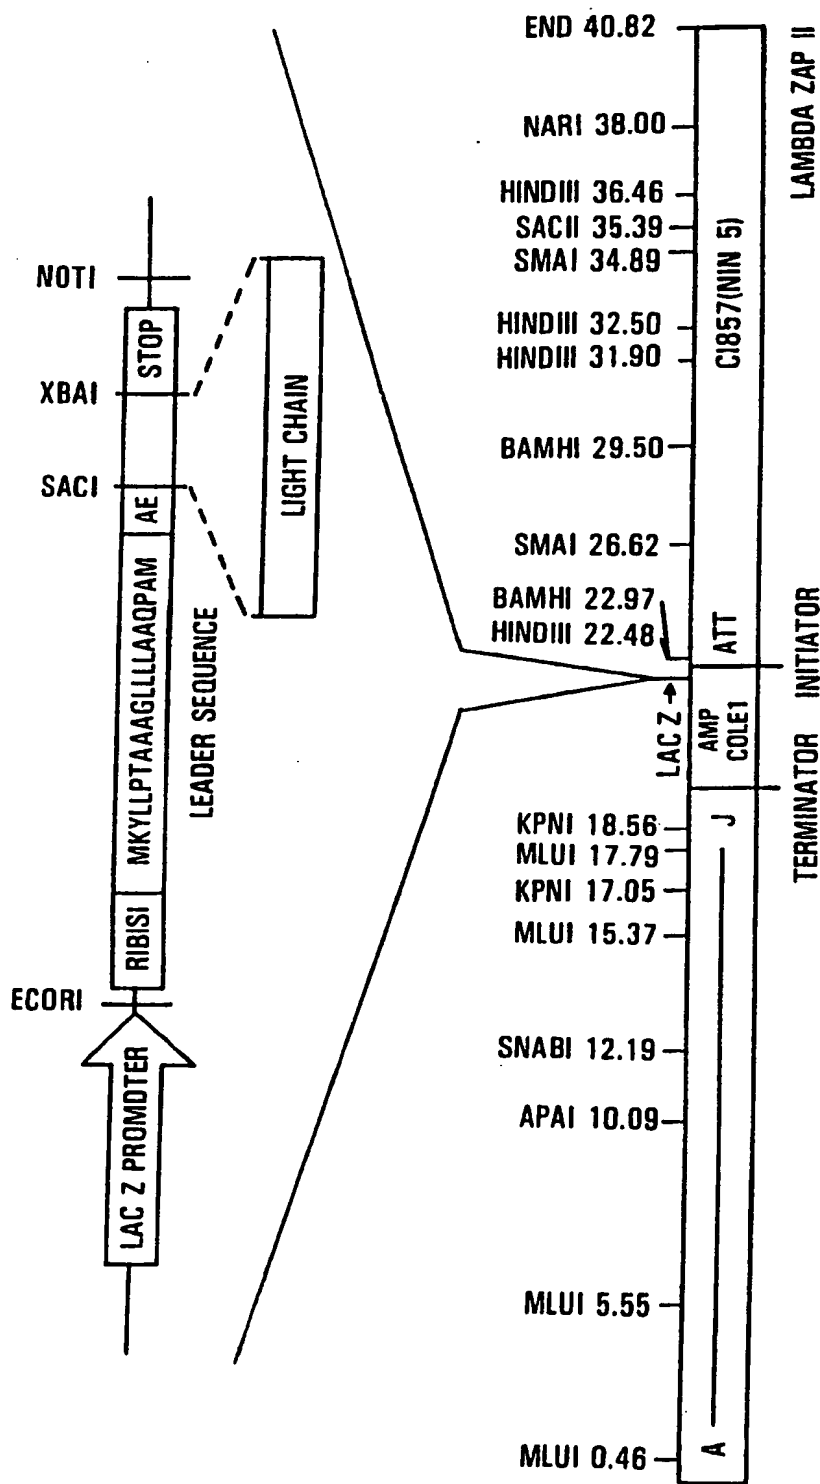 NOTI
XBAI
SACI
ECORI
STOP
AE
MKYLLPTAAAGLLLLAAQPAM
RIBISI
LAC Z PROMOTER
LEADER SEQUENCE
LIGHT CHAIN
END 40.82
NARI 38.00
HINDIII 36.46
SACII 35.39
SMAI 34.89
HINDIII 32.50
HINDIII 31.90
BAMHI 29.50
SMAI 26.62
BAMHI 22.97
HINDIII 22.48
LAC Z
KPNI 18.56
MLUI 17.79
KPNI 17.05
MLUI 15.37
SNABI 12.19
APAI 10.09
MLUI 5.55
MLUI 0.46
CI857(NIN 5)
ATT
AMP
COLE1
J
A
LAMBDA ZAP II
INITIATOR
TERMINATOR